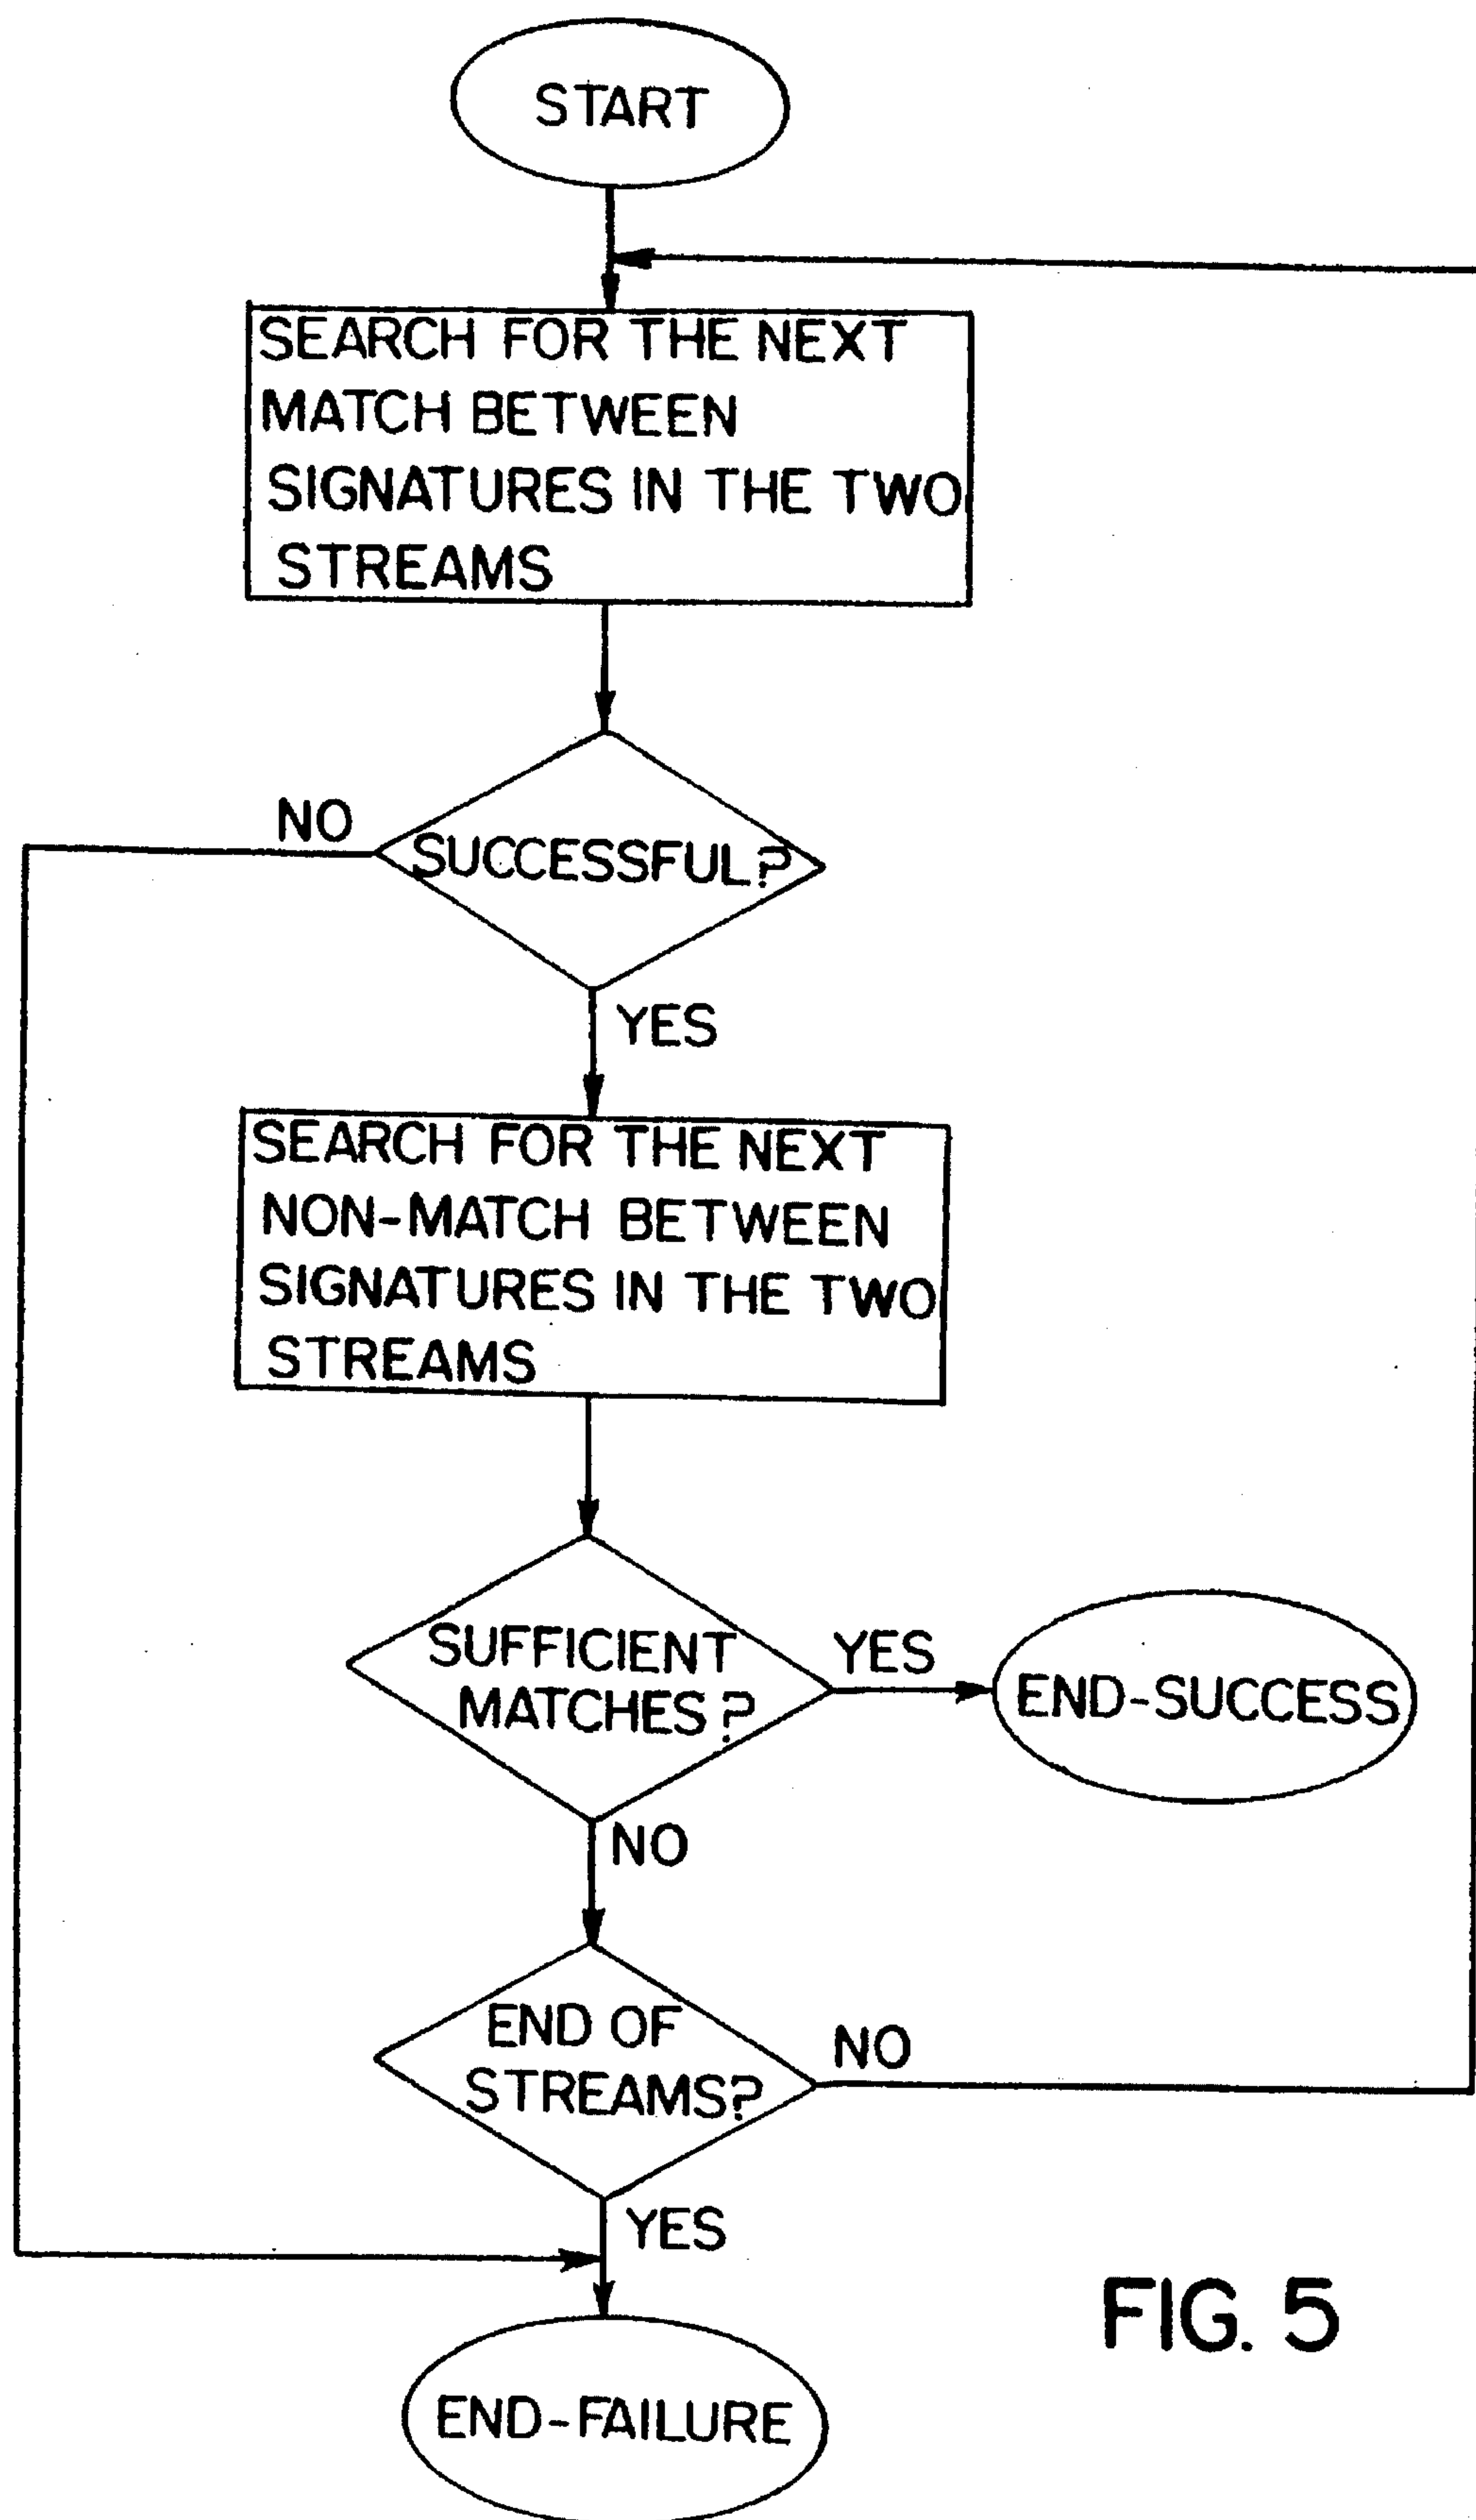 START
SEARCH FOR THE NEXT
MATCH BETWEEN
SIGNATURES IN THE TWO
STREAMS
NO
SUCCESSFUL?
YES
SEARCH FOR THE NEXT
NON-MATCH BETWEEN
SIGNATURES IN THE TWO
STREAMS
SUFFICIENT
MATCHES?
YES
END-SUCCESS
NO
END OF
STREAMS?
NO
YES
FIG. 5
END-FAILURE